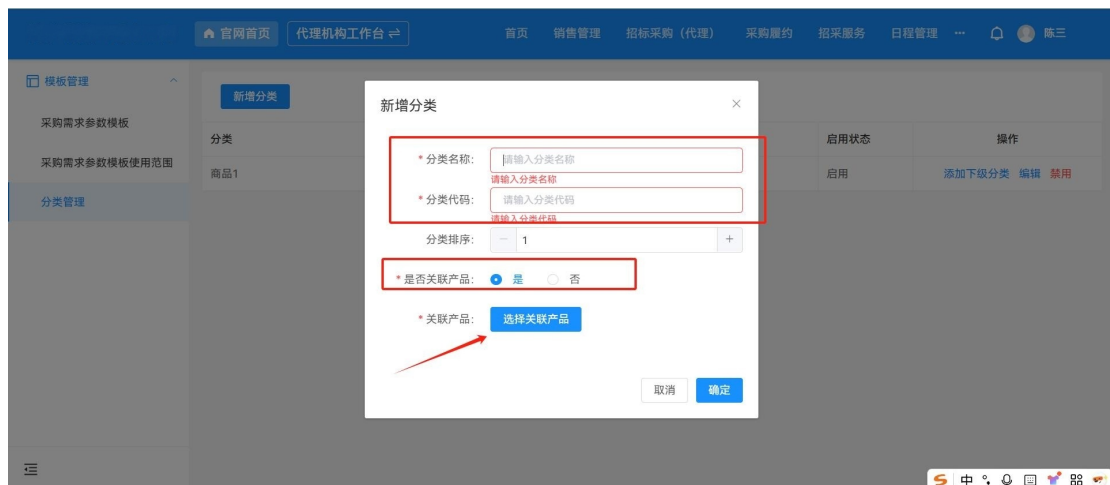 官网首页 代理机构工作台 首页 销售管理 招标采购（代理） 采购履约 招采服务 日程管理 ··· 陈三
模板管理
采购需求参数模板
采购需求参数模板使用范围
分类管理
新增分类
分类 启用状态 操作
商品1 启用 添加下级分类 编辑 禁用
新增分类 ×
* 分类名称: 请输入分类名称
请输入分类名称
* 分类代码: 请输入分类代码
请输入分类代码
分类排序: － 1 +
* 是否关联产品: 是 否
* 关联产品: 选择关联产品
取消 确定
中